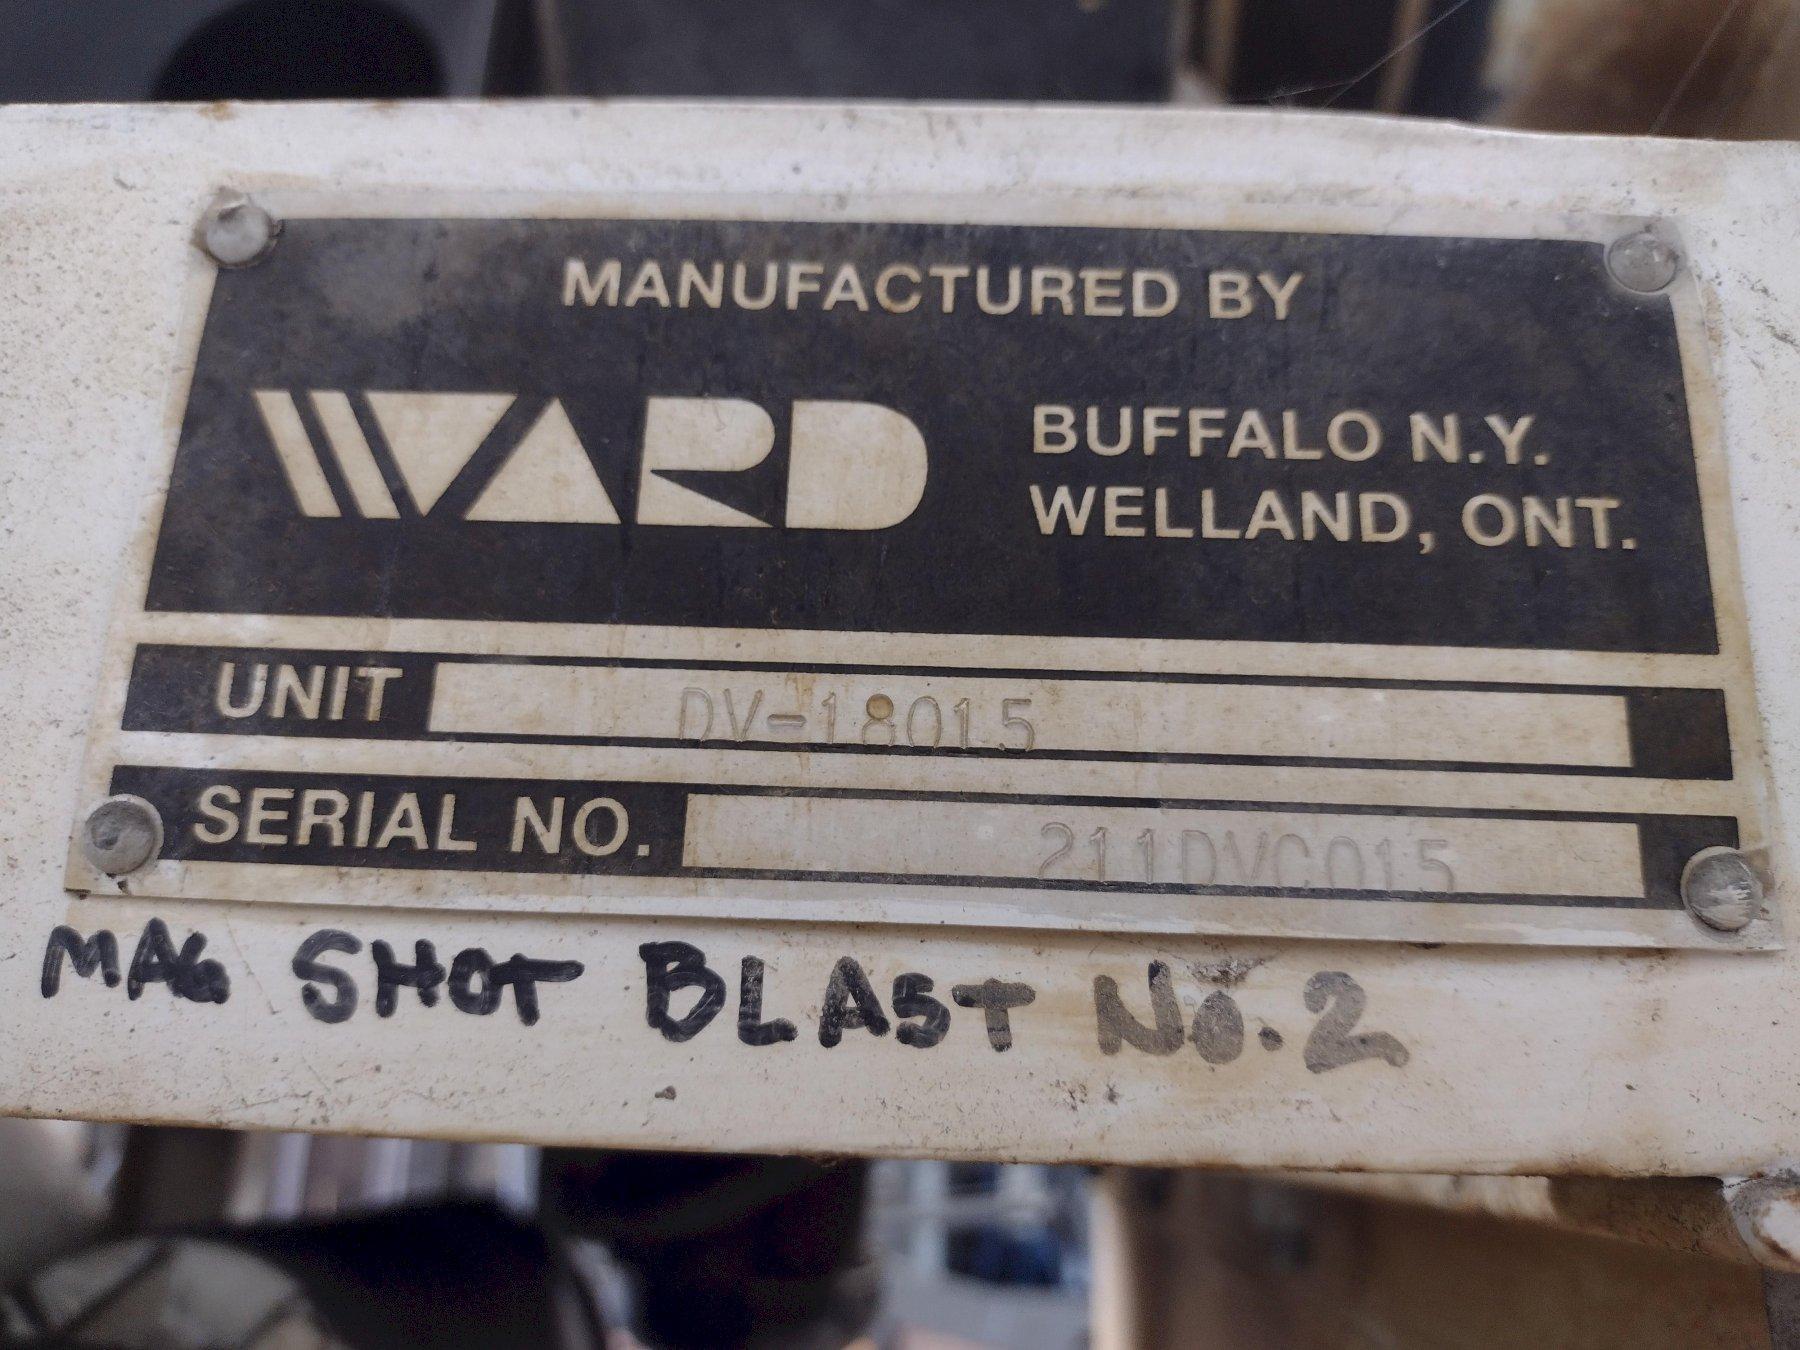 MANUFACTURED BY
WARD
BUFFALO N.Y.
WELLAND, ONT.
UNIT DV-18015
SERIAL NO. 211DVC015
MAG SHOT BLAST No. 2